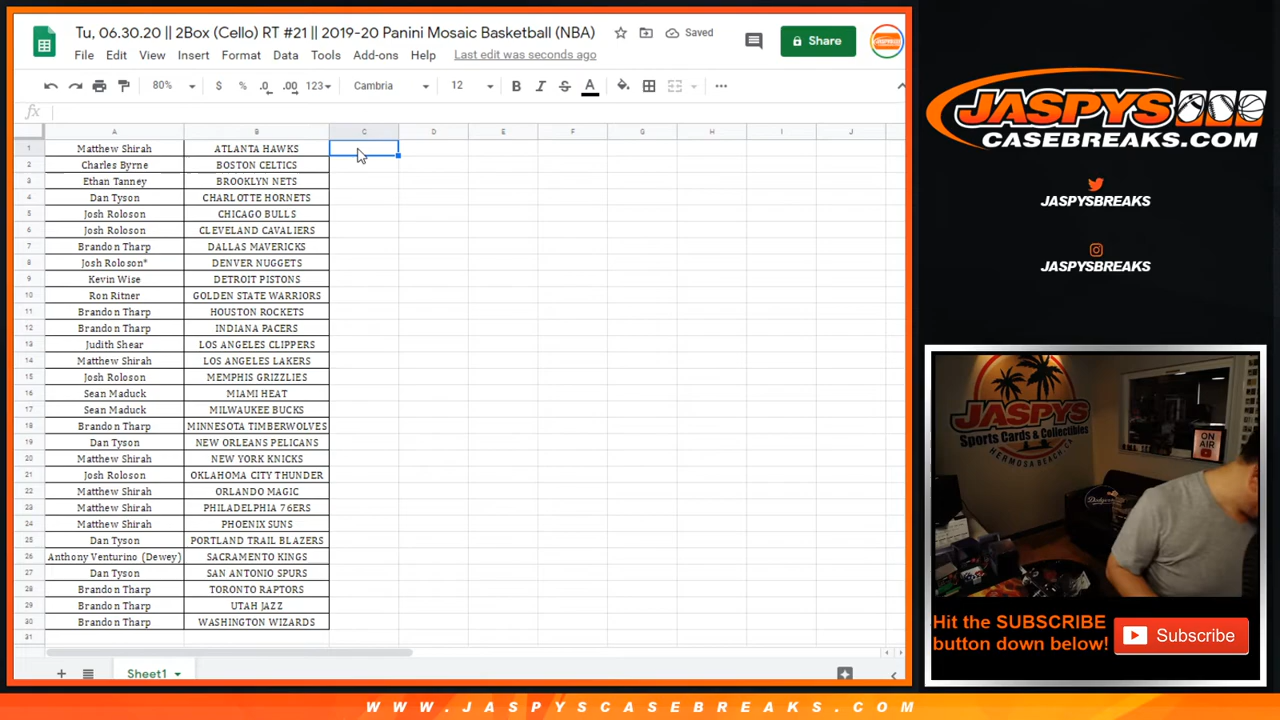 Tu, 06.30.20 || 2Box (Cello) RT #21 || 2019-20 Panini Mosaic Basketball (NBA)
Saved
Share
File Edit View Insert Format Data Tools Add-ons Help Last edit was seconds ago
80% $ % .0 .00 123 Cambria 12 B I S A
fx
A B C D E F G H I J
1 Matthew Shirah ATLANTA HAWKS
2 Charles Byrne BOSTON CELTICS
3 Ethan Tanney BROOKLYN NETS
4 Dan Tyson CHARLOTTE HORNETS
5 Josh Roloson CHICAGO BULLS
6 Josh Roloson CLEVELAND CAVALIERS
7 Brandon Tharp DALLAS MAVERICKS
8 Josh Roloson* DENVER NUGGETS
9 Kevin Wise DETROIT PISTONS
10 Ron Ritner GOLDEN STATE WARRIORS
11 Brandon Tharp HOUSTON ROCKETS
12 Brandon Tharp INDIANA PACERS
13 Judith Shear LOS ANGELES CLIPPERS
14 Matthew Shirah LOS ANGELES LAKERS
15 Josh Roloson MEMPHIS GRIZZLIES
16 Sean Maduck MIAMI HEAT
17 Sean Maduck MILWAUKEE BUCKS
18 Brandon Tharp MINNESOTA TIMBERWOLVES
19 Dan Tyson NEW ORLEANS PELICANS
20 Matthew Shirah NEW YORK KNICKS
21 Josh Roloson OKLAHOMA CITY THUNDER
22 Matthew Shirah ORLANDO MAGIC
23 Matthew Shirah PHILADELPHIA 76ERS
24 Matthew Shirah PHOENIX SUNS
25 Dan Tyson PORTLAND TRAIL BLAZERS
26 Anthony Venturino (Dewey) SACRAMENTO KINGS
27 Dan Tyson SAN ANTONIO SPURS
28 Brandon Tharp TORONTO RAPTORS
29 Brandon Tharp UTAH JAZZ
30 Brandon Tharp WASHINGTON WIZARDS
31
Sheet1
JASPYS
CASEBREAKS.COM
JASPYSBREAKS
JASPYSBREAKS
JASPYS
Sports Cards & Collectibles
HERMOSA BEACH, CA
ON
AIR
Dodgers
Hit the SUBSCRIBE
button down below!
Subscribe
WWW.JASPYSCASEBREAKS.COM